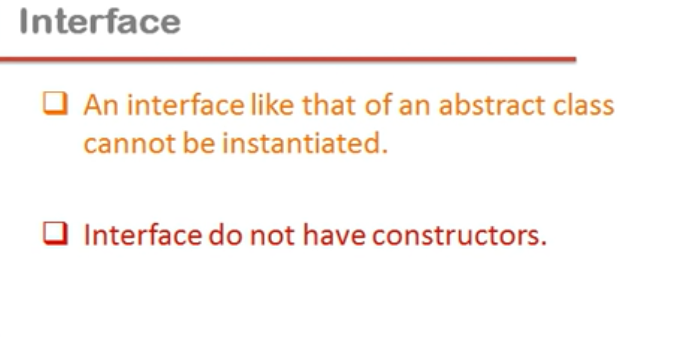 Interface
An interface like that of an abstract class
cannot be instantiated.
Interface do not have constructors.